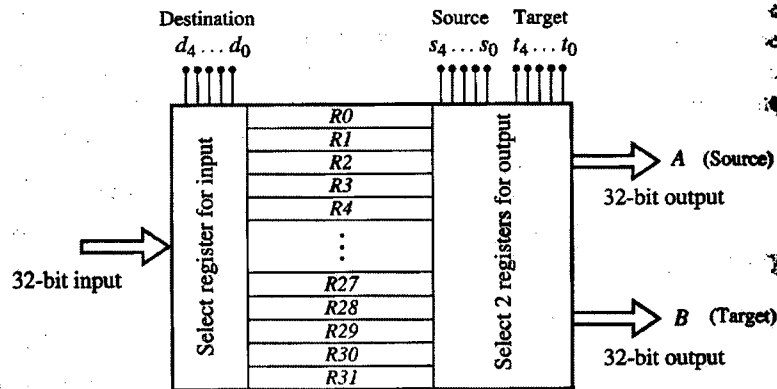 Destination
d4 ... d0
Source
s4 ... s0
Target
t4 ... t0
Select register for input
R0
R1
R2
R3
R4
⋮
R27
R28
R29
R30
R31
Select 2 registers for output
32-bit input
A (Source)
32-bit output
B (Target)
32-bit output